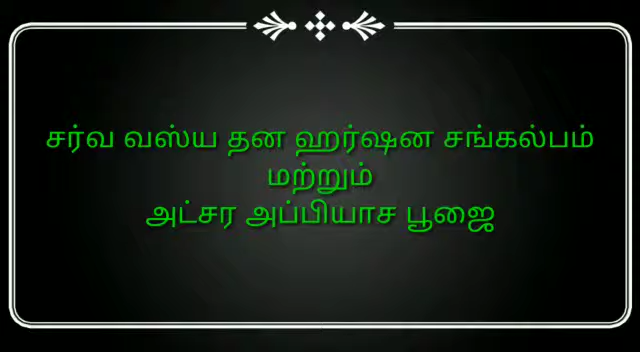 சர்வ வஸ்ய தன ஹர்ஷன சங்கல்பம்
மற்றும்
அட்சர அப்பியாச பூஜை